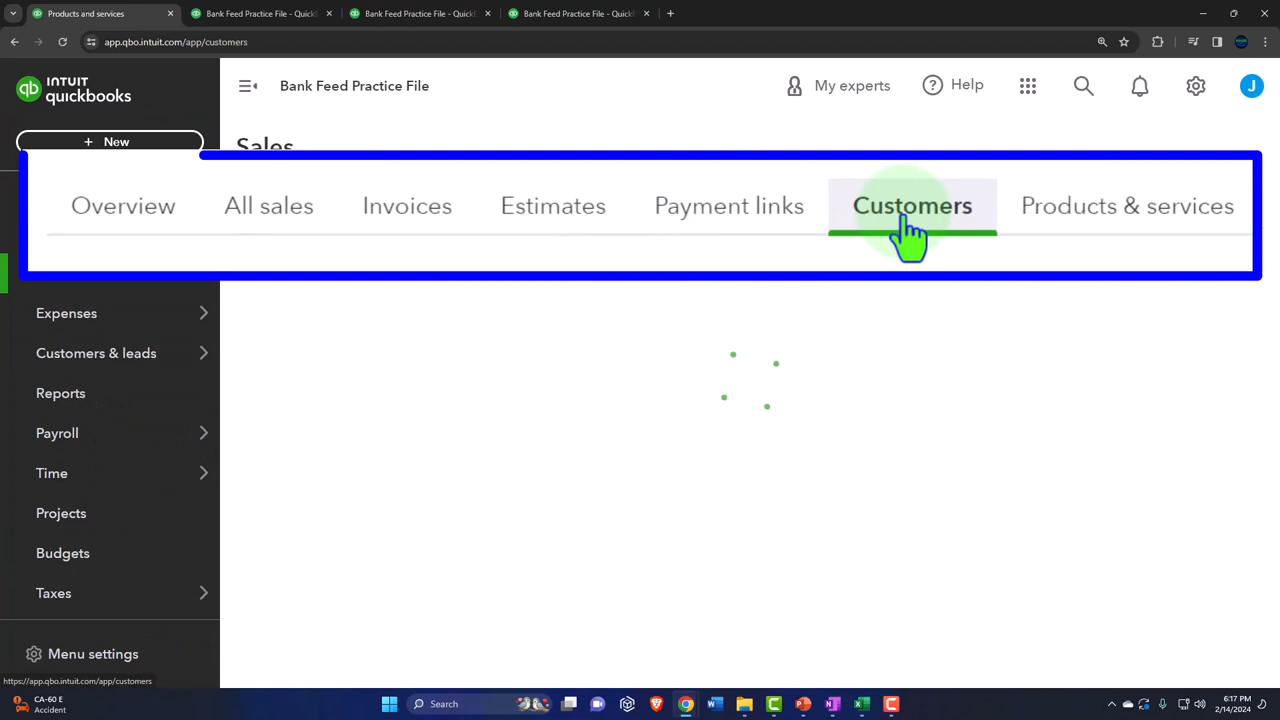 Products and services
Bank Feed Practice File - Quick
Bank Feed Practice File - Quick
Bank Feed Practice File - Quick
app.qbo.intuit.com/app/customers
INTUIT
quickbooks
Bank Feed Practice File
My experts
Help
J
+ New
Sales
Overview
All sales
Invoices
Estimates
Payment links
Customers
Products & services
Expenses
Customers & leads
Reports
Payroll
Time
Projects
Budgets
Taxes
Menu settings
https://app.qbo.intuit.com/app/customers
CA-60 E
Accident
Search
6:17 PM
2/14/2024